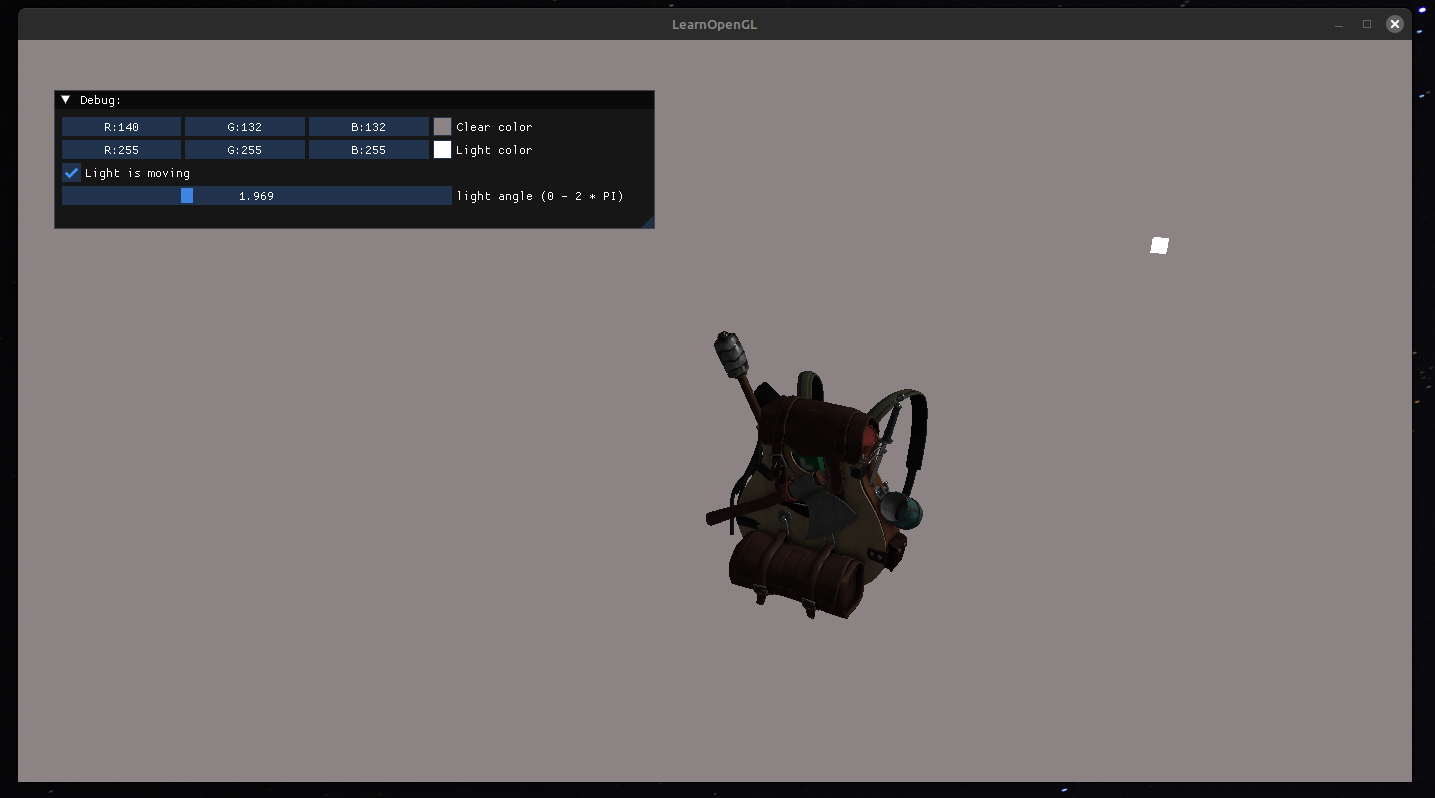 LearnOpenGL
Debug:
R:140 G:132 B:132 Clear color
R:255 G:255 B:255 Light color
Light is moving
1.969 light angle (0 - 2 * PI)